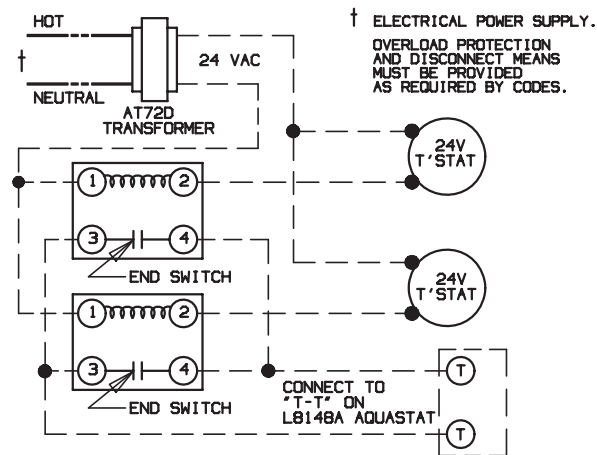 HOT
† ELECTRICAL POWER SUPPLY.
OVERLOAD PROTECTION
AND DISCONNECT MEANS
MUST BE PROVIDED
AS REQUIRED BY CODES.
†
24 VAC
NEUTRAL
AT72D
TRANSFORMER
24V
T'STAT
1 2
3 4
END SWITCH
24V
T'STAT
1 2
3 4
END SWITCH
CONNECT TO
"T-T" ON
L8148A AQUASTAT
T
T